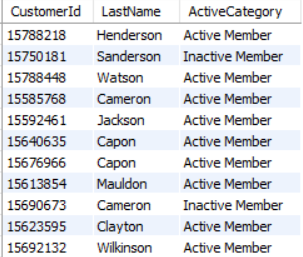 CustomerId LastName ActiveCategory
15788218 Henderson Active Member
15750181 Sanderson Inactive Member
15788448 Watson Active Member
15585768 Cameron Active Member
15592461 Jackson Active Member
15640635 Capon Active Member
15676966 Capon Active Member
15613854 Mauldon Active Member
15690673 Cameron Inactive Member
15623595 Clayton Active Member
15692132 Wilkinson Active Member